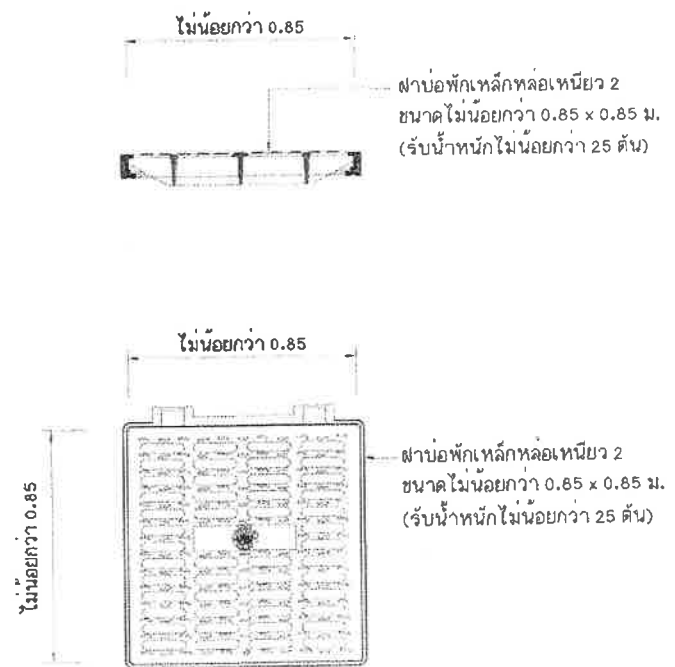 ไม่น้อยกว่า 0.85
ฝาบ่อพักเหล็กหล่อเหนียว 2
ขนาดไม่น้อยกว่า 0.85 x 0.85 ม.
(รับน้ำหนักไม่น้อยกว่า 25 ตัน)
ไม่น้อยกว่า 0.85
ฝาบ่อพักเหล็กหล่อเหนียว 2
ขนาดไม่น้อยกว่า 0.85 x 0.85 ม.
(รับน้ำหนักไม่น้อยกว่า 25 ตัน)
ไม่น้อยกว่า 0.85